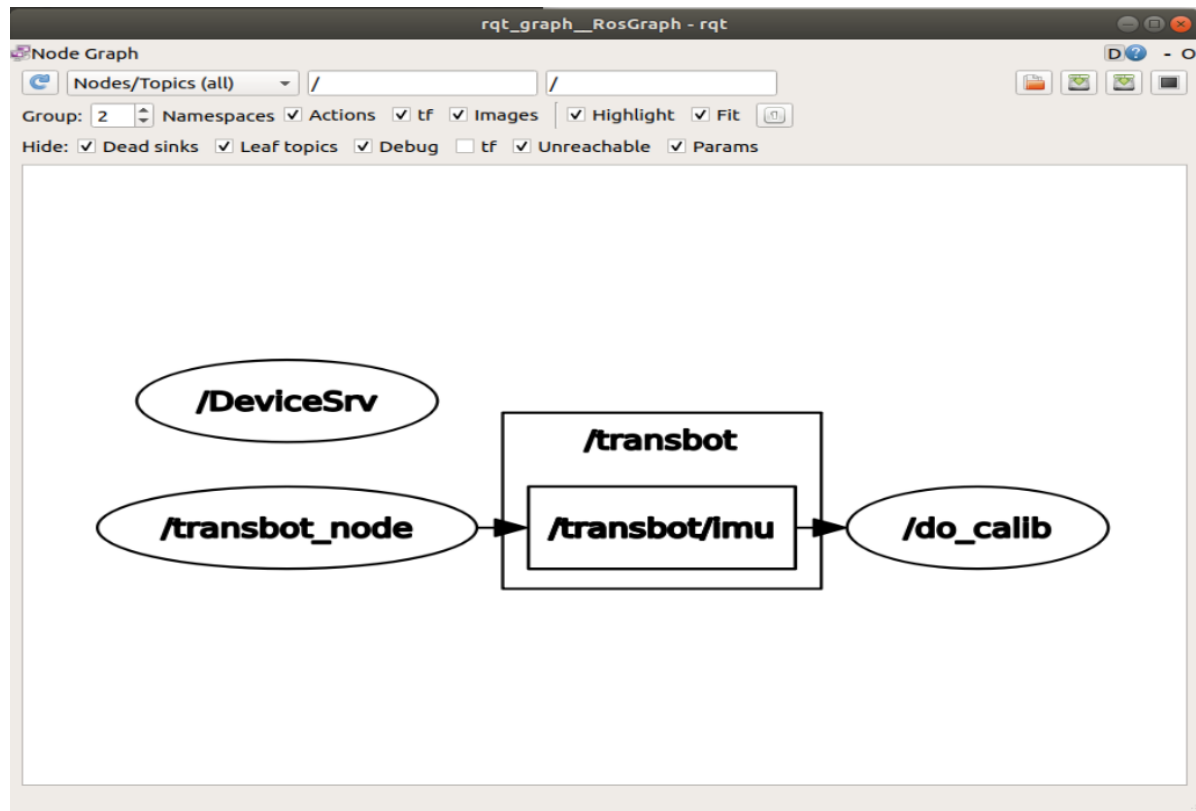 rqt_graph__RosGraph - rqt
Node Graph D ? - O
Nodes/Topics (all) / /
Group: 2 Namespaces Actions tf Images Highlight Fit
Hide: Dead sinks Leaf topics Debug tf Unreachable Params
/DeviceSrv
/transbot
/transbot_node /transbot/imu /do_calib